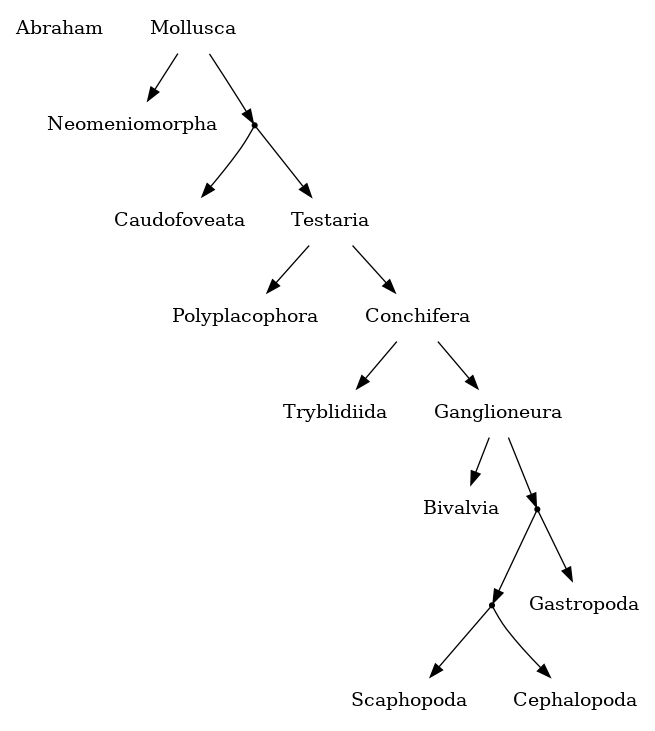 Abraham Mollusca
Neomeniomorpha
Caudofoveata Testaria
Polyplacophora Conchifera
Tryblidiida Ganglioneura
Bivalvia
Gastropoda
Scaphopoda Cephalopoda